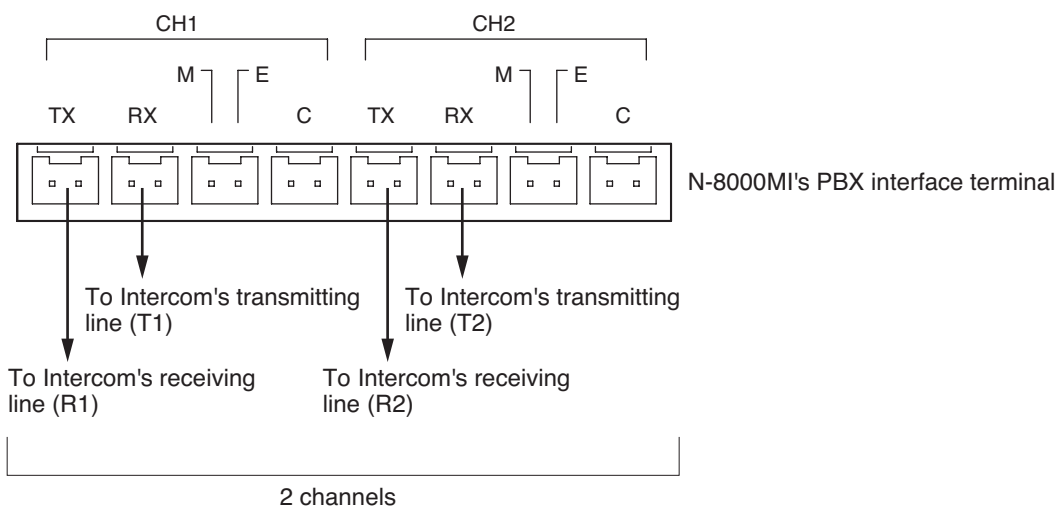 CH1
CH2
M
E
M
E
TX
RX
C
TX
RX
C
N-8000MI's PBX interface terminal
To Intercom's transmitting
line (T1)
To Intercom's transmitting
line (T2)
To Intercom's receiving
line (R1)
To Intercom's receiving
line (R2)
2 channels